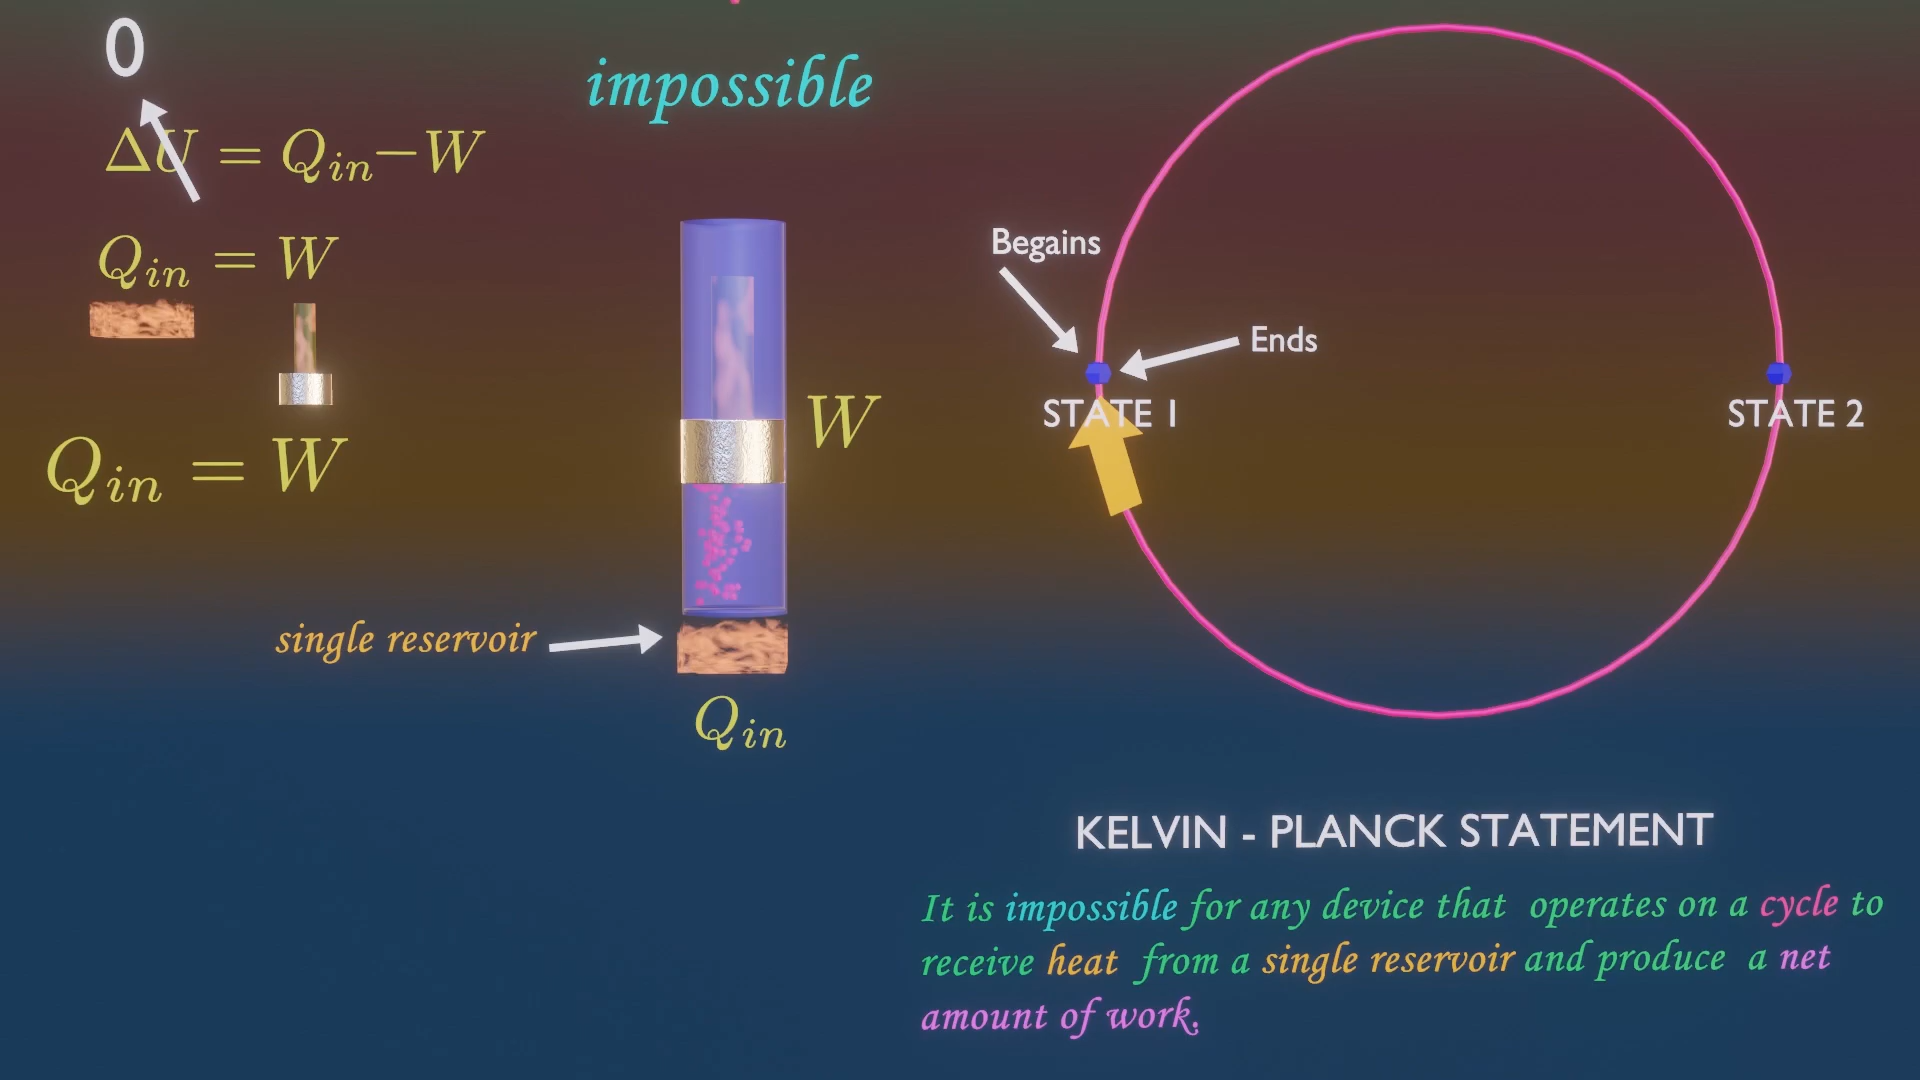 0
ΔU = Q_in − W
Q_in = W
Q_in = W
impossible
W
single reservoir
Q_in
Begains
Ends
STATE 1
STATE 2
KELVIN - PLANCK STATEMENT
It is impossible for any device that operates on a cycle to
receive heat from a single reservoir and produce a net
amount of work.